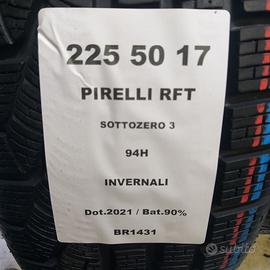 225 50 17
PIRELLI RFT
SOTTOZERO 3
94H
INVERNALI
Dot.2021 / Bat.90%
BR1431
subito